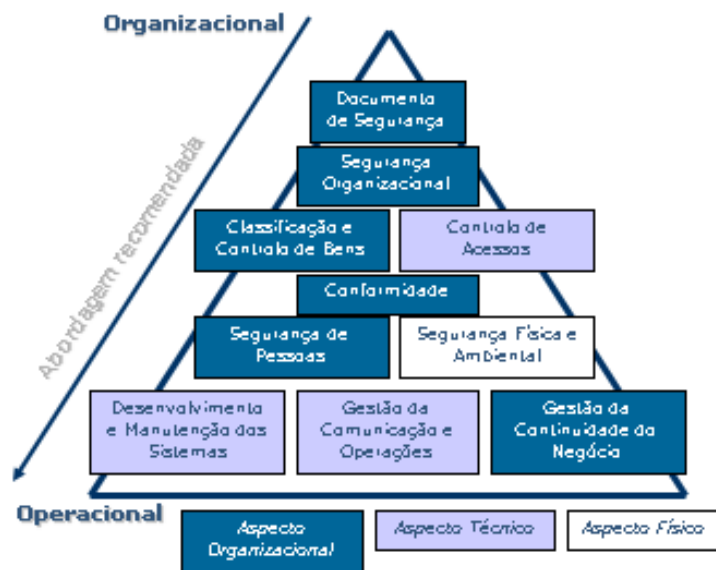 Organizacional
Documento
de Segurança
Segurança
Organizacional
Classificação e
Controlo de Bens
Controlo de
Acessos
Conformidade
Segurança de
Pessoas
Segurança Física e
Ambiental
Desenvolvimento
e Manutenção dos
Sistemas
Gestão da
Comunicação e
Operações
Gestão da
Continuidade do
Negócio
Abordagem recomendada
Operacional
Aspecto
Organizacional
Aspecto Técnico
Aspecto Físico